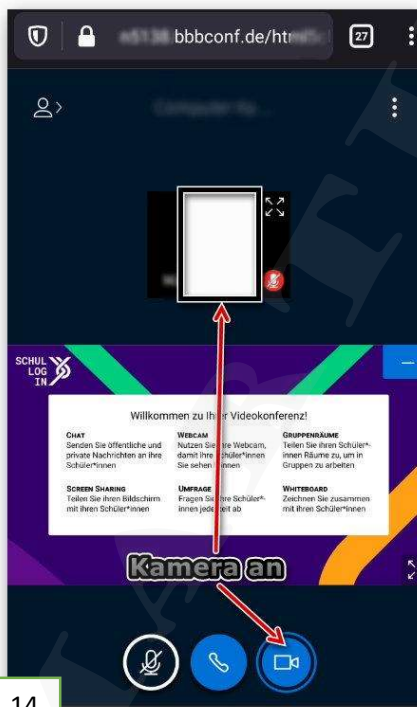 bbbconf.de/html
27
SCHUL
LOG
IN
Willkommen zu Ihrer Videokonferenz!
CHAT
Senden Sie öffentliche und
private Nachrichten an ihre
Schüler*innen
WEBCAM
Nutzen Sie Ihre Webcam,
damit ihre Schüler*innen
Sie sehen können
GRUPPENRÄUME
Teilen Sie ihren Schüler*-
innen Räume zu, um in
Gruppen zu arbeiten
SCREEN SHARING
Teilen Sie ihren Bildschirm
mit ihren Schüler*innen
UMFRAGE
Fragen Sie ihre Schüler*-
innen jederzeit ab
WHITEBOARD
Zeichnen Sie zusammen
mit ihren Schüler*innen
Kamera an
14